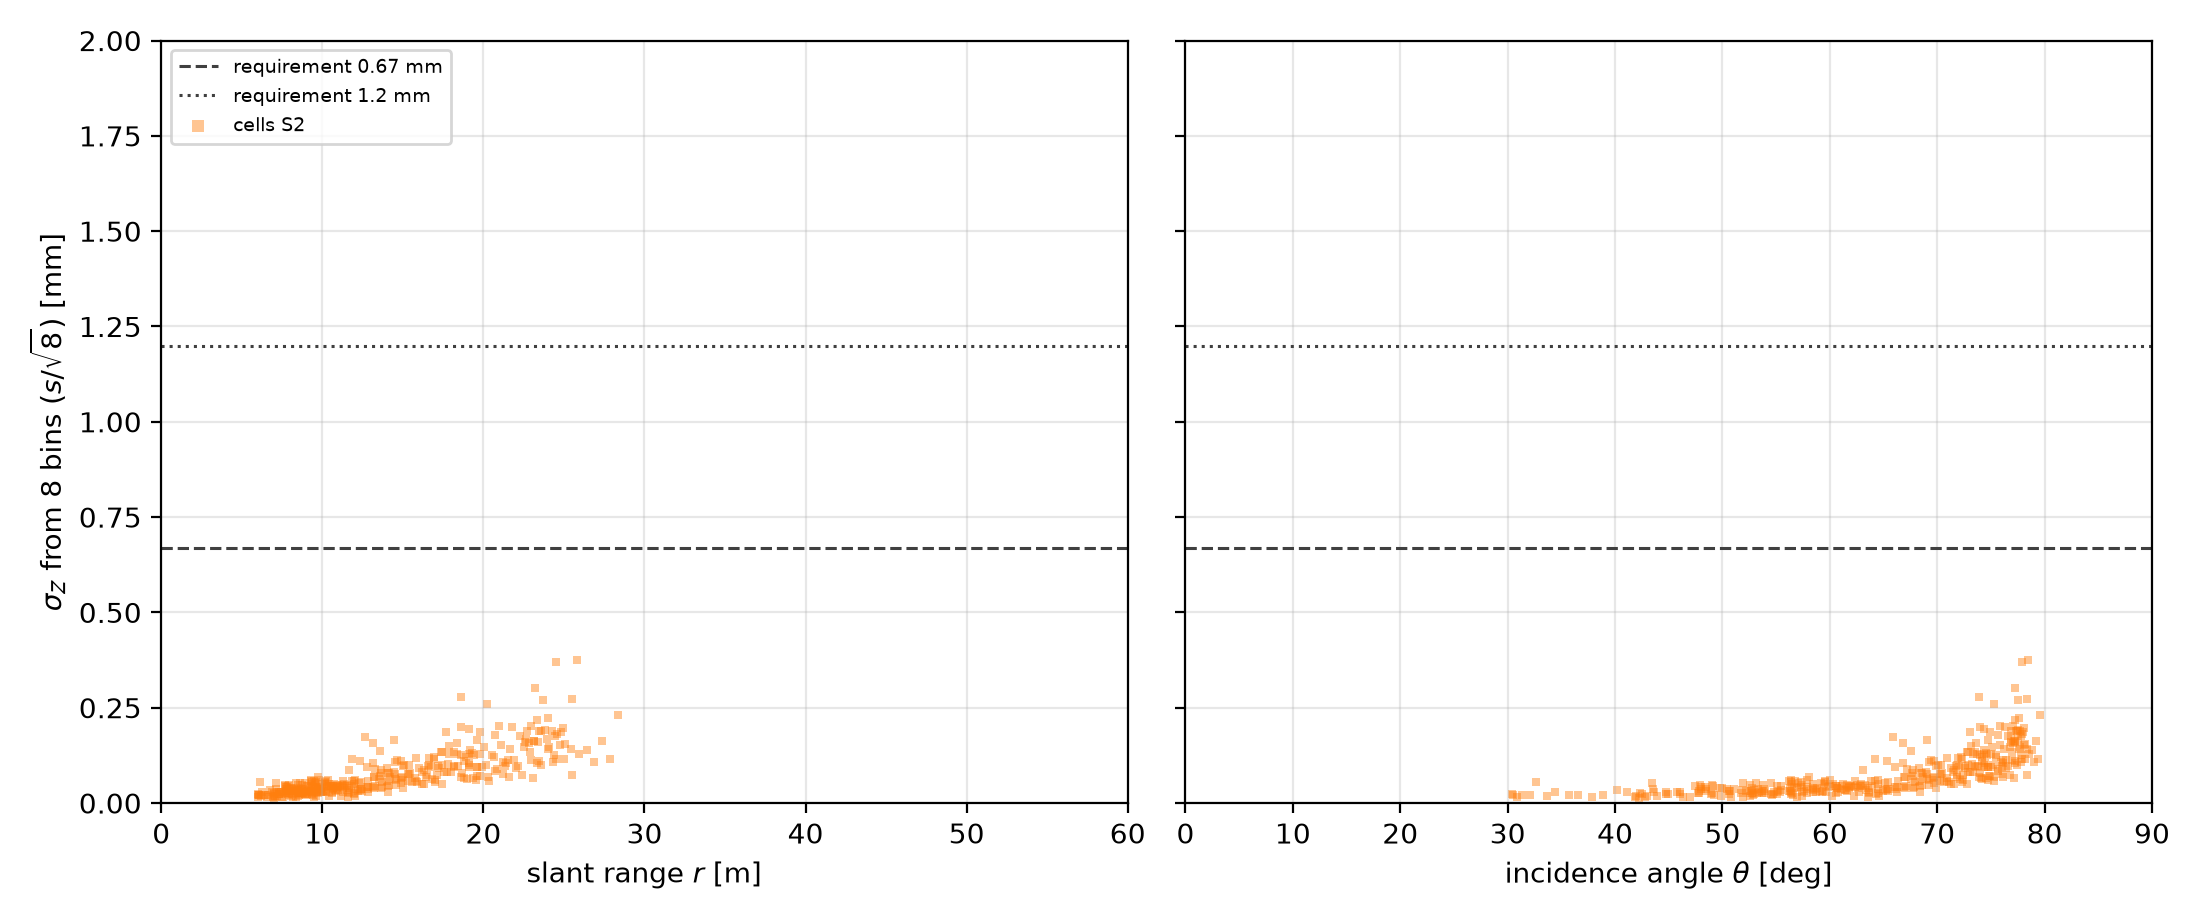 requirement 0.67 mm
requirement 1.2 mm
cells S2
2.00
1.75
1.50
1.25
1.00
0.75
0.50
0.25
0.00
σ_Z from 8 bins (s/√8) [mm]
0 10 20 30 40 50 60
slant range r [m]
0 10 20 30 40 50 60 70 80 90
incidence angle θ [deg]